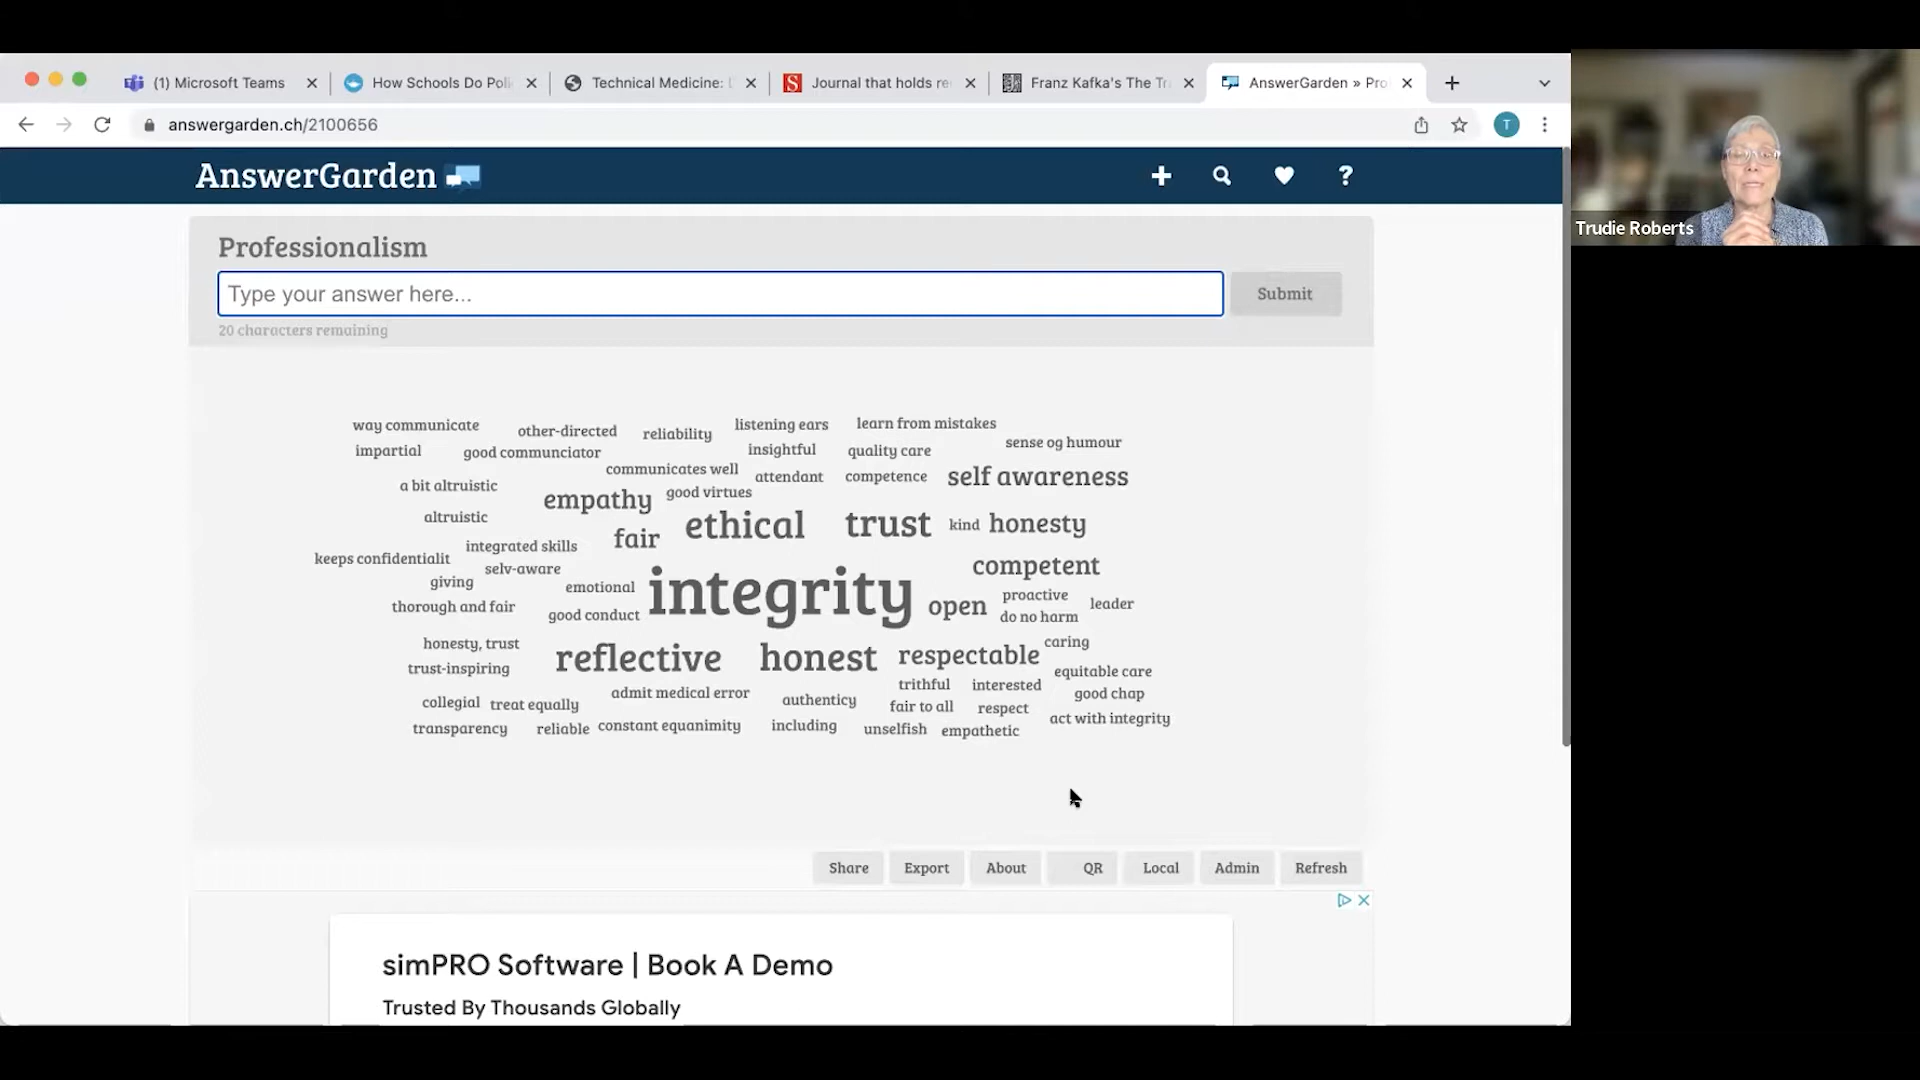 (1) Microsoft Teams
How Schools Do Poli
Technical Medicine:
Journal that holds re
Franz Kafka's The Tr
AnswerGarden » Pro
answergarden.ch/2100656
T
AnswerGarden
Trudie Roberts
Professionalism
Type your answer here...
Submit
20 characters remaining
way communicate other-directed reliability listening ears learn from mistakes
impartial good communciator insightful quality care sense og humour
communicates well attendant competence self awareness
a bit altruistic empathy good virtues
altruistic fair ethical trust kind honesty
keeps confidentialit integrated skills competent
giving selv-aware emotional integrity open proactive leader
thorough and fair good conduct do no harm
honesty, trust reflective honest respectable caring
trust-inspiring trithful interested equitable care
collegial treat equally admit medical error authenticy fair to all respect good chap
transparency reliable constant equanimity including unselfish empathetic act with integrity
Share Export About QR Local Admin Refresh
simPRO Software | Book A Demo
Trusted By Thousands Globally